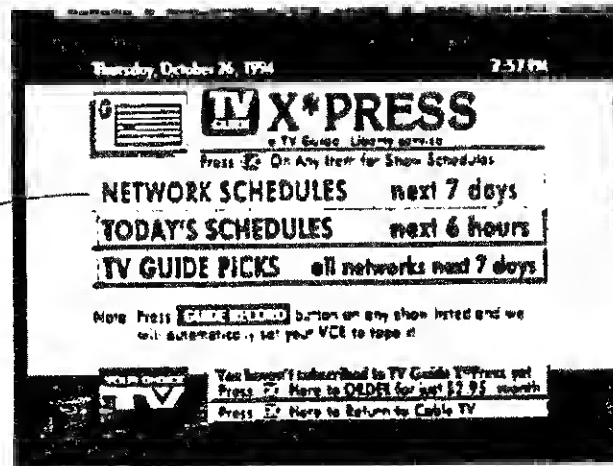 Thursday, October 26, 1994 7:57 PM
TV X*PRESS
a TV Guide Liberty service
Press On Any Item for Show Schedules
NETWORK SCHEDULES next 7 days
TODAY'S SCHEDULES next 6 hours
TV GUIDE PICKS all networks next 7 days
Note Press GUIDE RECORD button on any show listed and we
will automatically set your VCR to tape it
You haven't subscribed to TV Guide X*Press yet
TV Press Here to ORDER for just $2.95 month
Press Here to Return to Cable TV